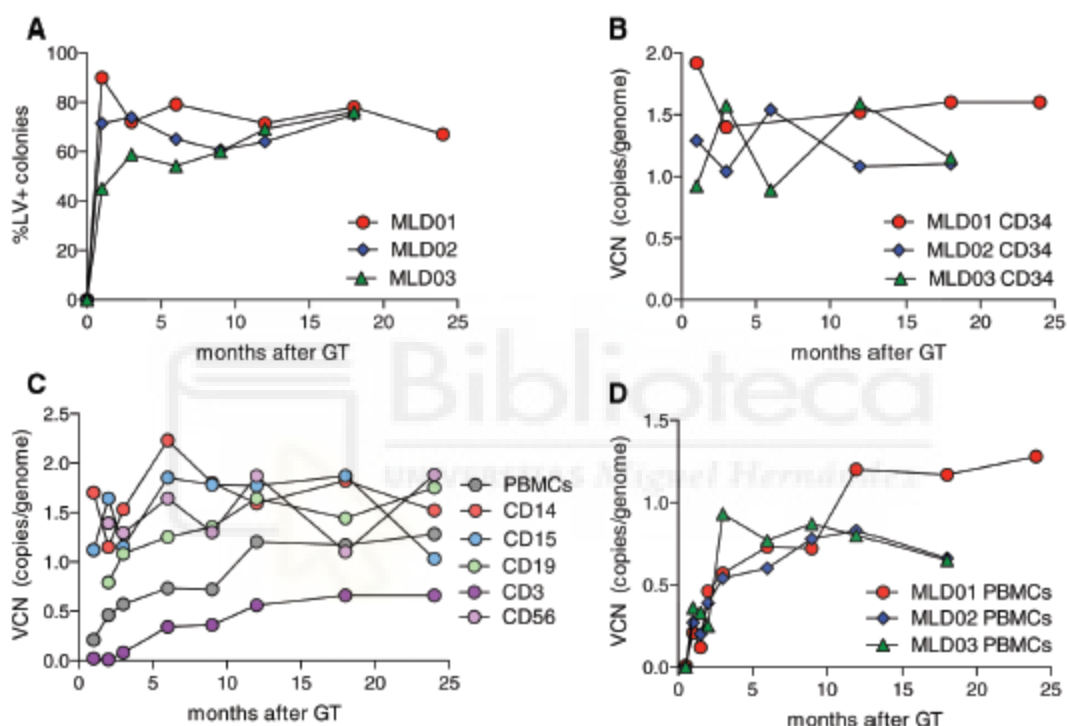 A
100
80
60
40
20
0
%LV+ colonies
MLD01
MLD02
MLD03
0 5 10 15 20 25
months after GT
B
2.0
1.5
1.0
0.5
0.0
VCN (copies/genome)
MLD01 CD34
MLD02 CD34
MLD03 CD34
0 5 10 15 20 25
months after GT
Biblioteca
UNIVERSITAS Miguel Hernández
C
2.5
2.0
1.5
1.0
0.5
0.0
VCN (copies/genome)
PBMCs
CD14
CD15
CD19
CD3
CD56
0 5 10 15 20 25
months after GT
D
1.5
1.0
0.5
0.0
VCN (copies/genome)
MLD01 PBMCs
MLD02 PBMCs
MLD03 PBMCs
0 5 10 15 20 25
months after GT